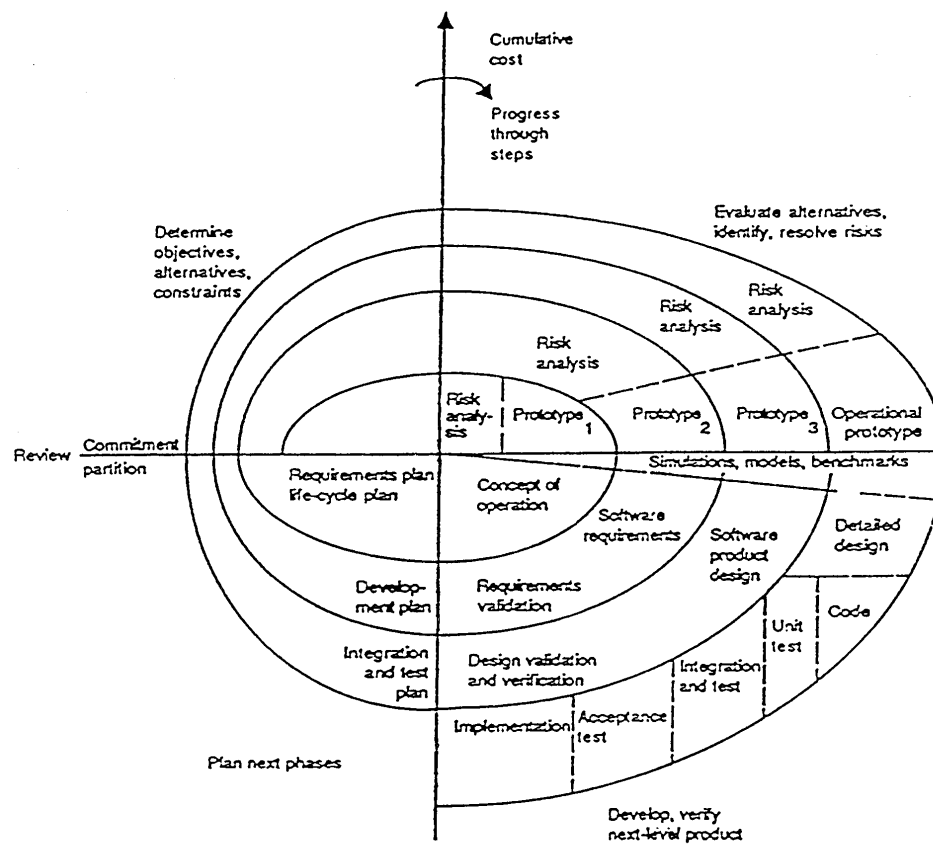 Cumulative
cost
Progress
through
steps
Evaluate alternatives,
identify, resolve risks
Determine
objectives,
alternatives,
constraints
Risk
analysis
Risk
analysis
Risk
analysis
Risk
analy-
sis
Prototype 1
Prototype 2
Prototype 3
Operational
prototype
Review
Commitment
partition
Simulations, models, benchmarks
Requirements plan
life-cycle plan
Concept of
operation
Software
requirements
Software
product
design
Detailed
design
Develop-
ment plan
Requirements
validation
Code
Unit
test
Integration
and test
plan
Design validation
and verification
Integration
and test
Acceptance
test
Implementation
Plan next phases
Develop, verify
next-level product